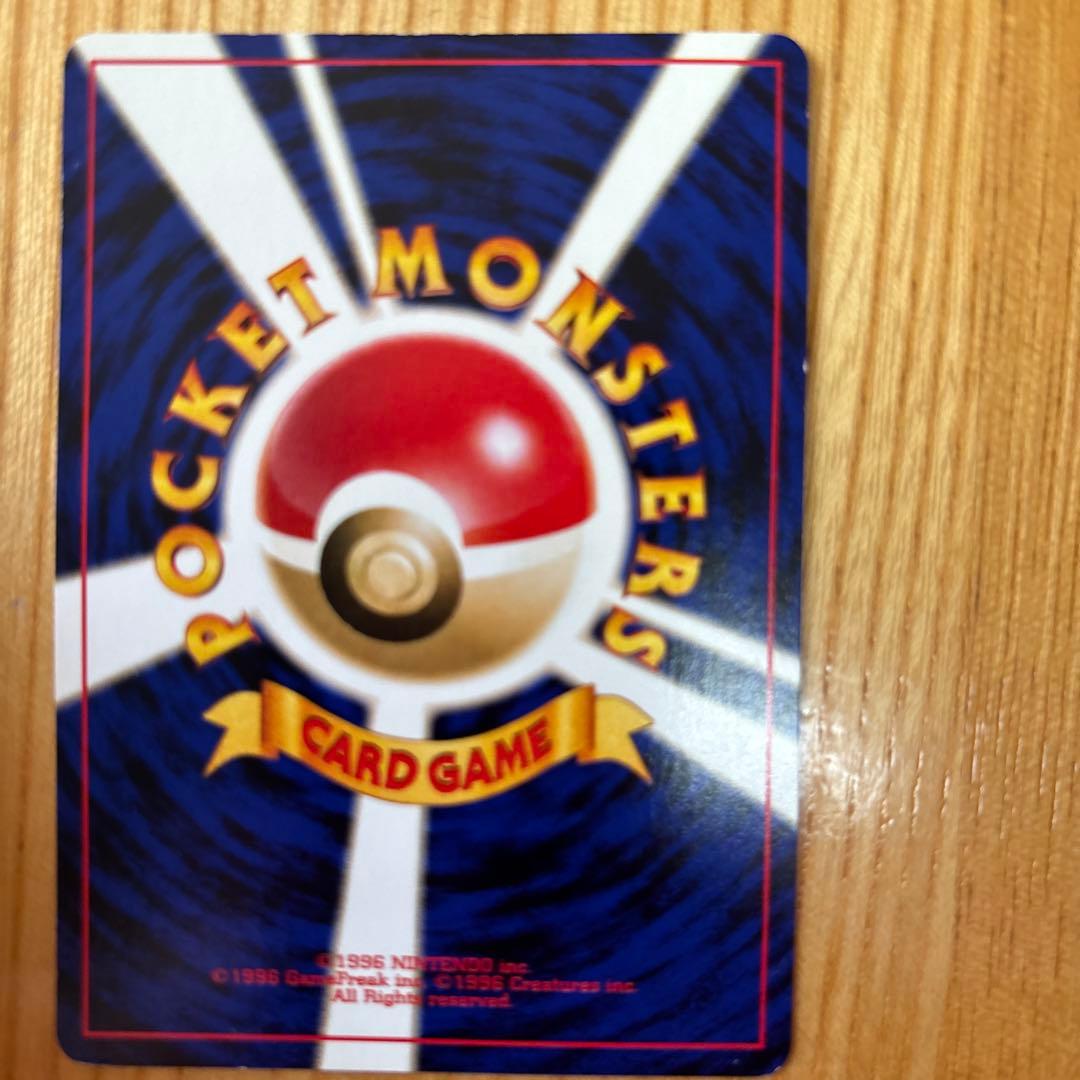 POCKET MONSTERS
CARD GAME
©1996 NINTENDO inc.
©1996 GameFreak inc. ©1996 Creatures inc.
All Rights reserved.